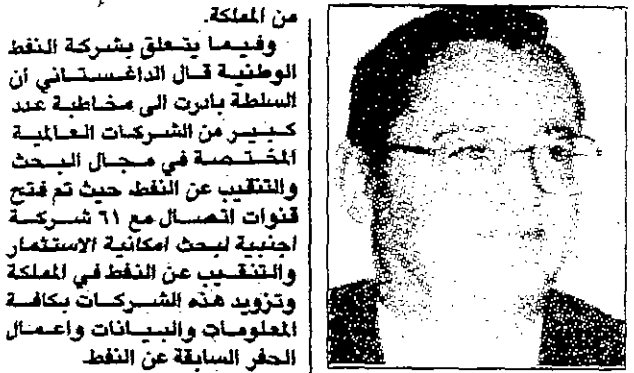 من المملكة.
وفيما يتعلق بشركة النفط
الوطنية قال الداغستاني أن
السلطة بادرت الى مخاطبة عدد
كبير من الشركات العالمية
المختصة في مجال البحث
والتنقيب عن النفط حيث تم فتح
قنوات اتصال مع ٦١ شركة
اجنبية لبحث امكانية الاستثمار
والتنقيب عن النفط في المملكة
وتزويد هذه الشركات بكافة
المعلومات والبيانات واعمال
الحفر السابقة عن النفط